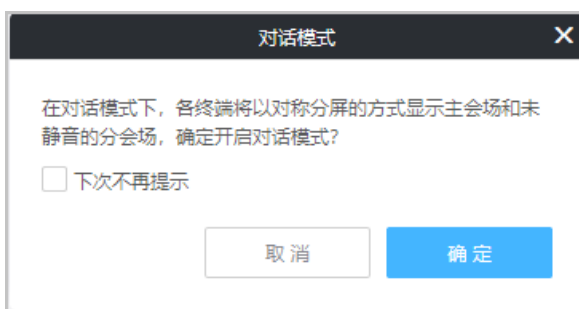 对话模式
在对话模式下，各终端将以对称分屏的方式显示主会场和未
静音的分会场，确定开启对话模式?
下次不再提示
取消
确定